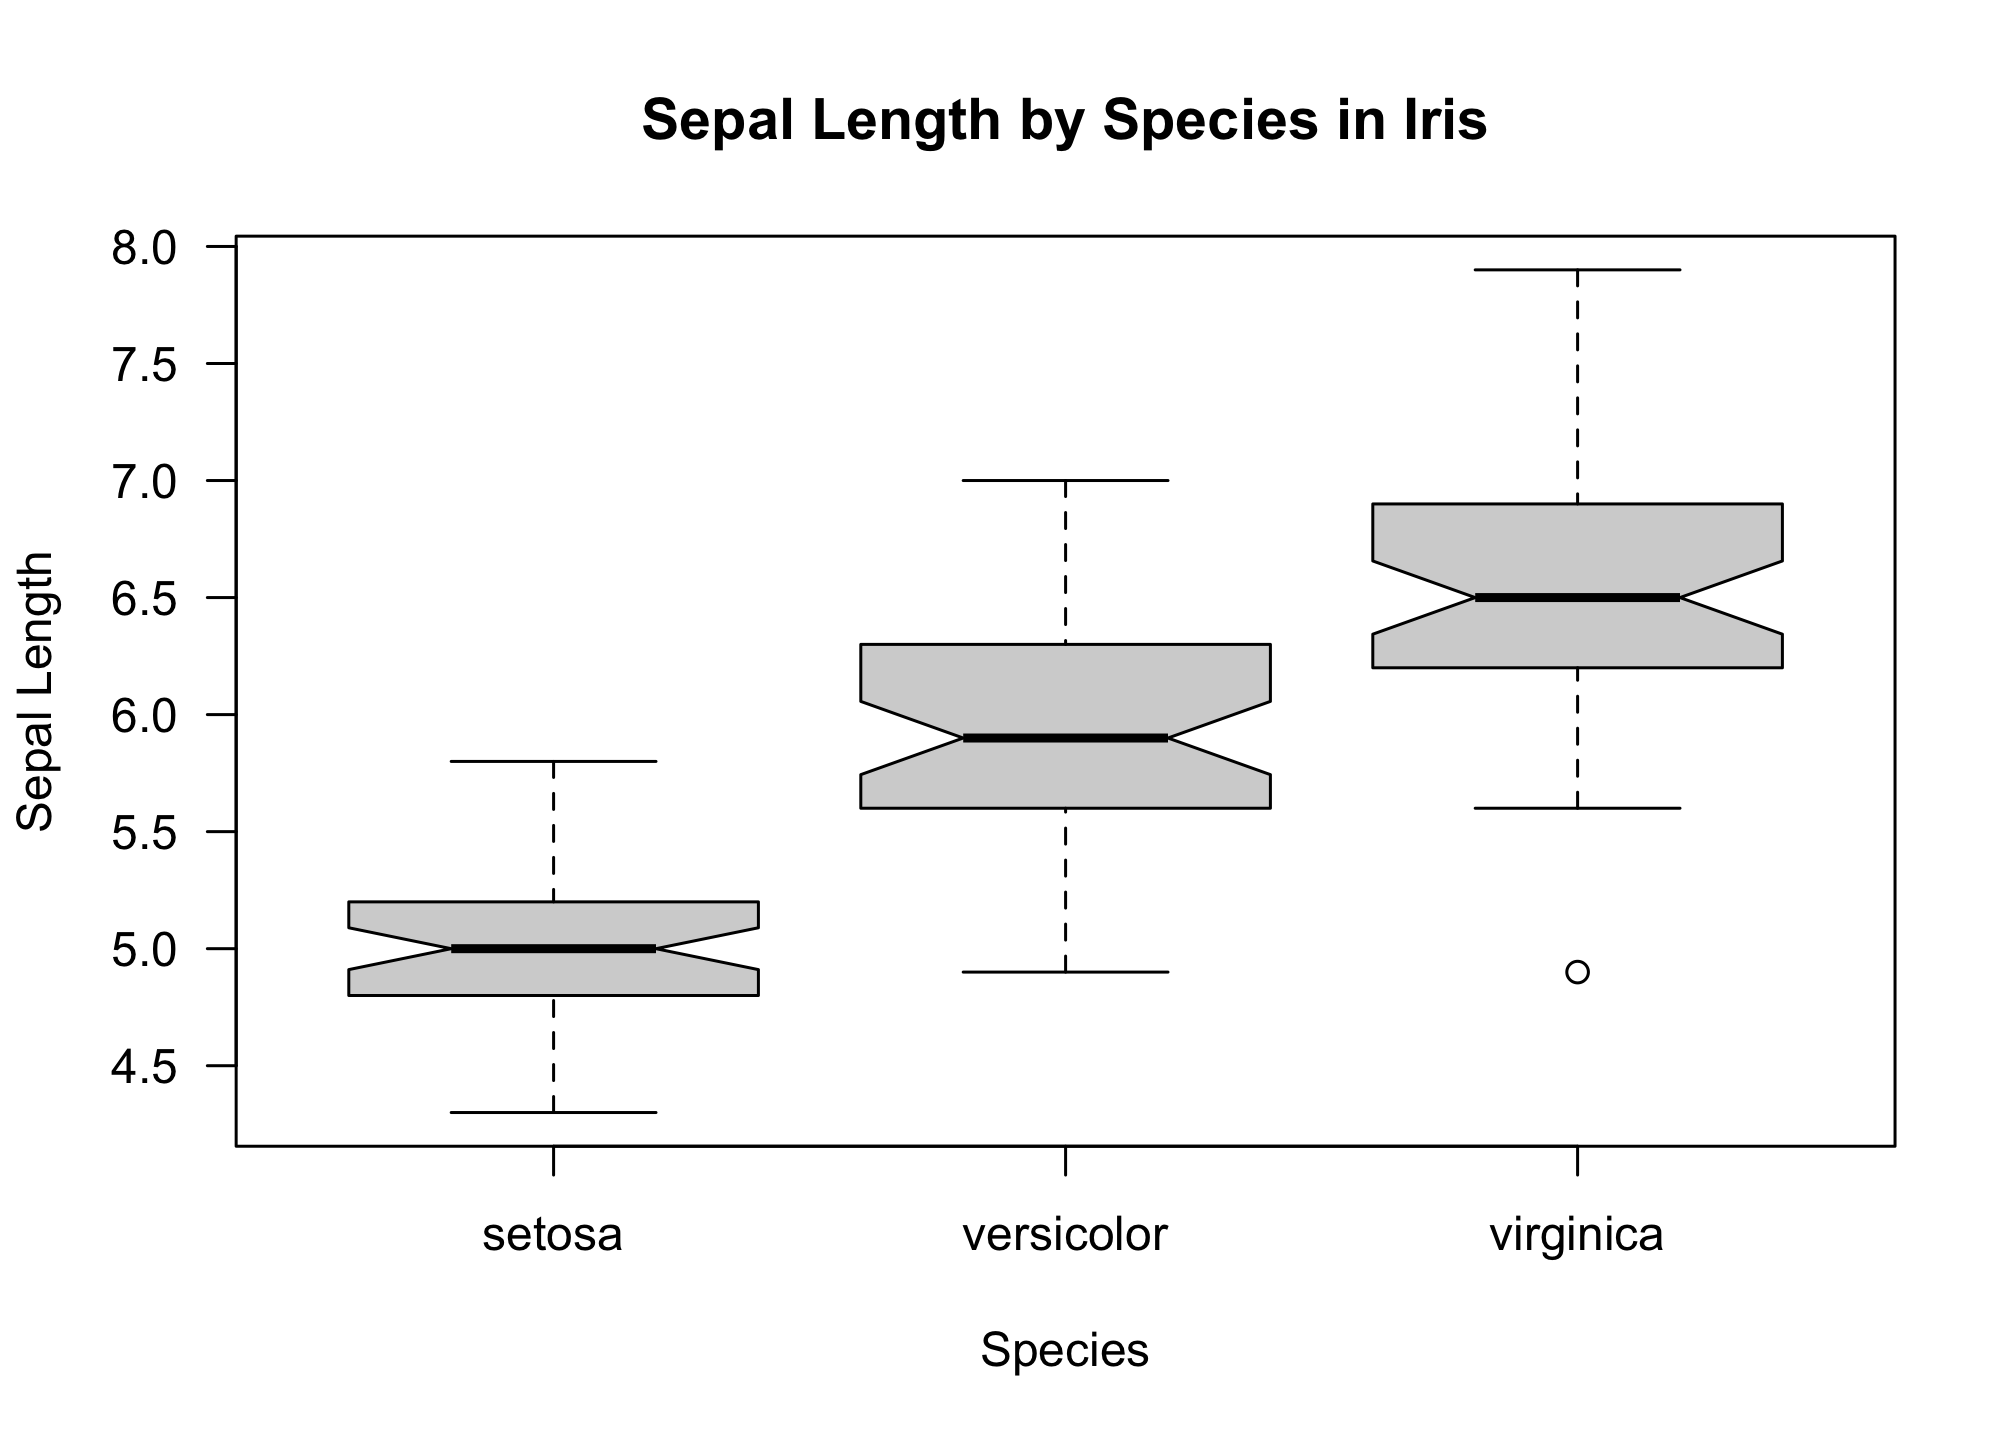 Sepal Length by Species in Iris
8.0
7.5
7.0
6.5
6.0
5.5
5.0
4.5
Sepal Length
setosa
versicolor
virginica
Species